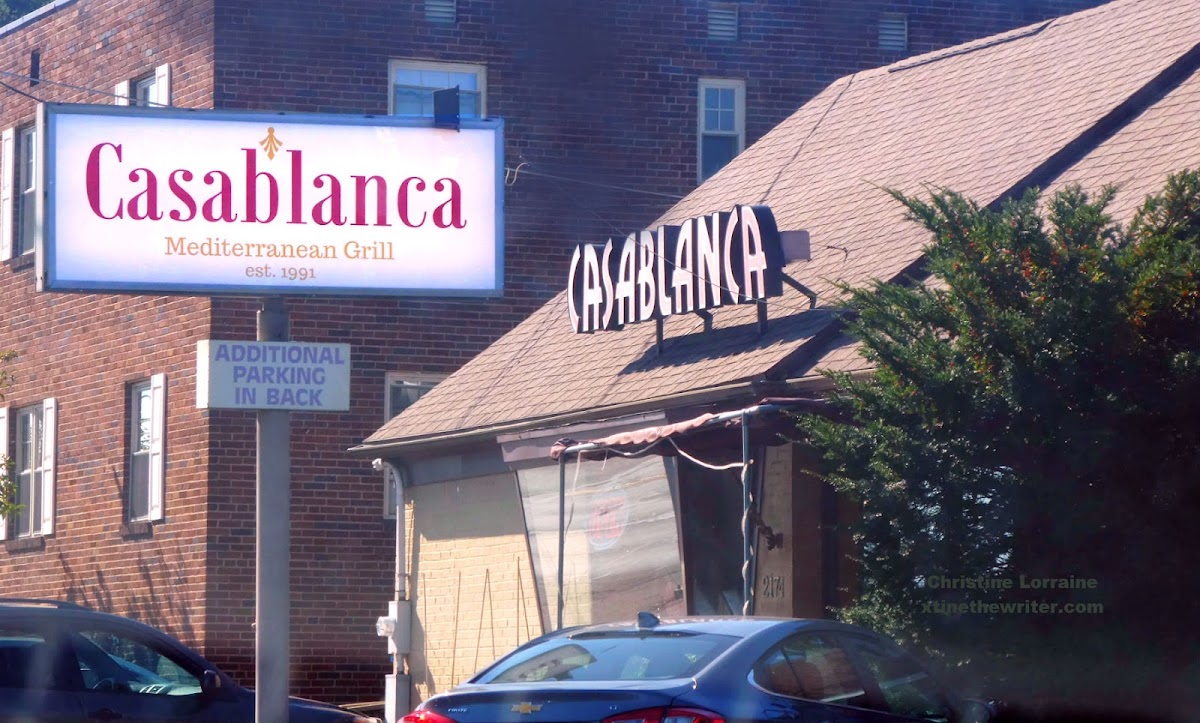 Casablanca
Mediterranean Grill
est. 1991
ADDITIONAL
PARKING
IN BACK
CASABLANCA
2174
Christine Lorraine
xtinethewriter.com